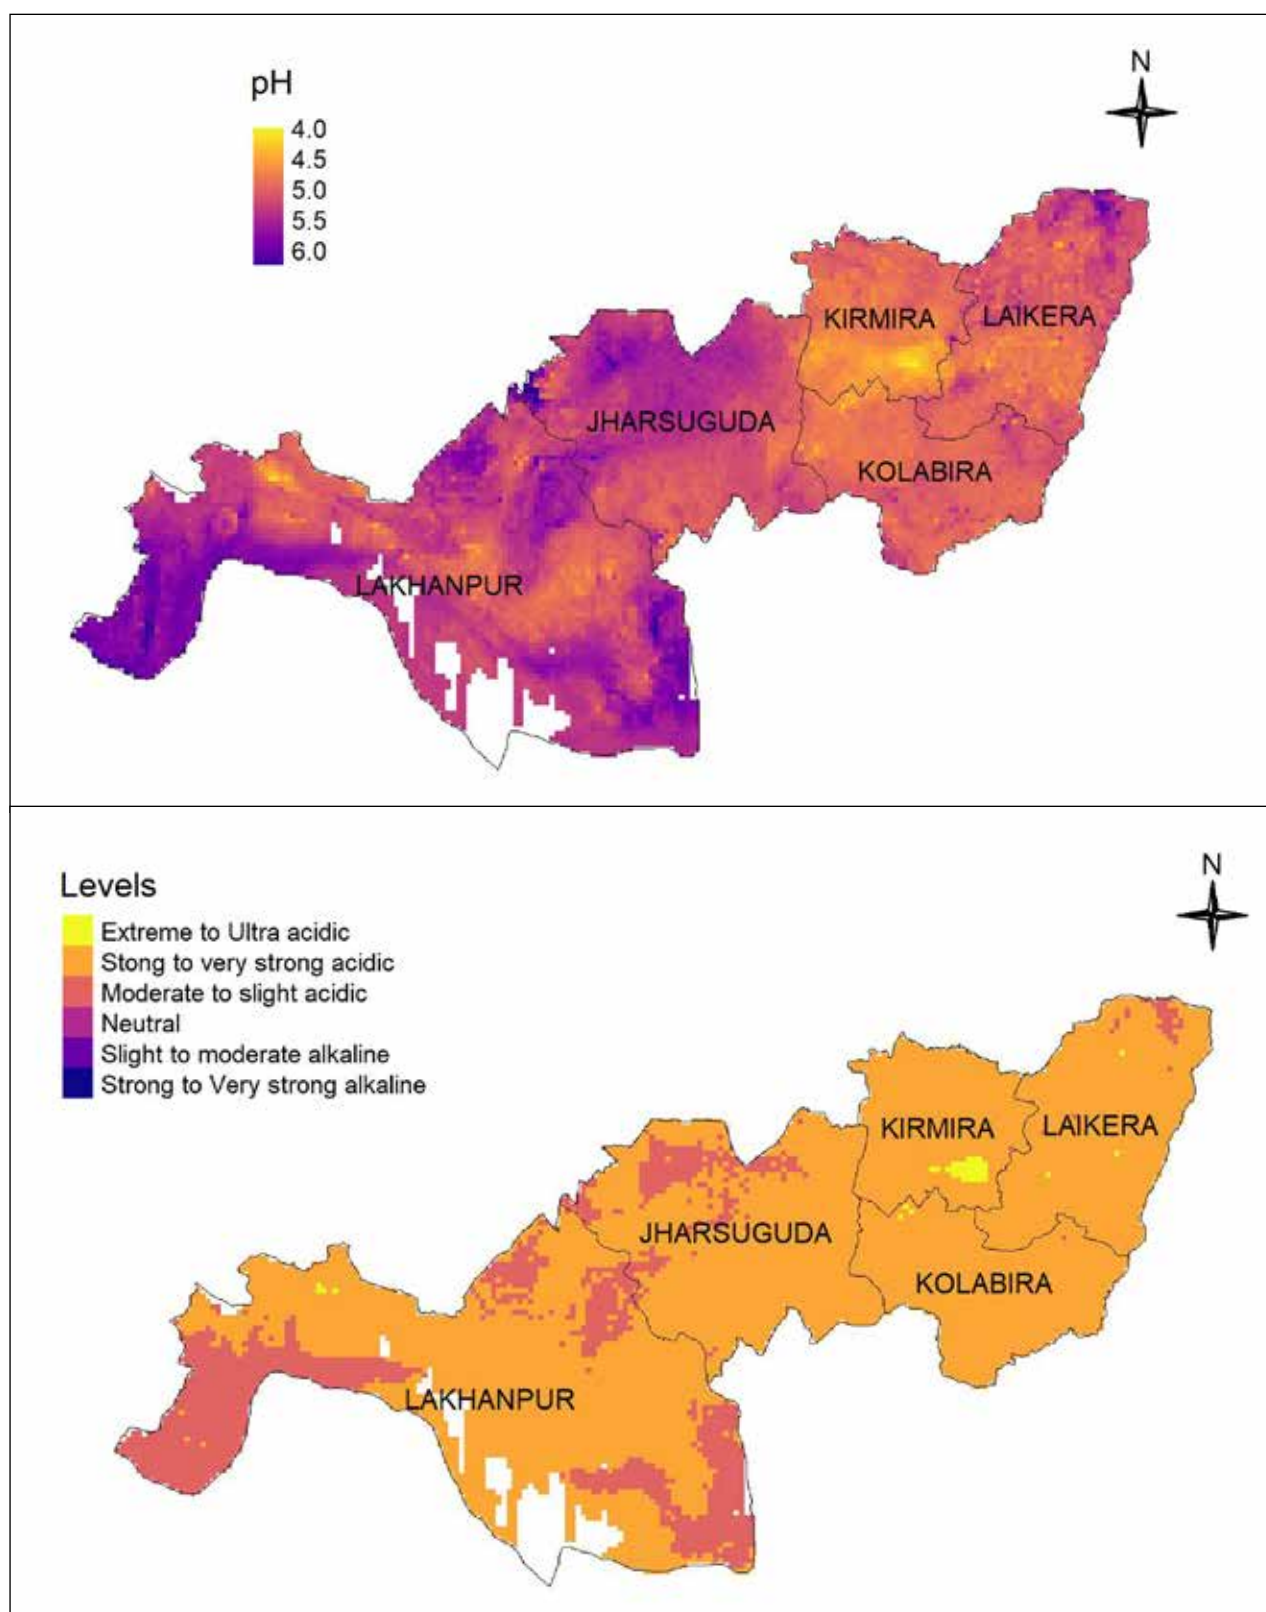 pH
4.0
4.5
5.0
5.5
6.0
N
KIRMIRA
LAIKERA
JHARSUGUDA
KOLABIRA
LAKHANPUR
Levels
Extreme to Ultra acidic
Stong to very strong acidic
Moderate to slight acidic
Neutral
Slight to moderate alkaline
Strong to Very strong alkaline
N
KIRMIRA
LAIKERA
JHARSUGUDA
KOLABIRA
LAKHANPUR